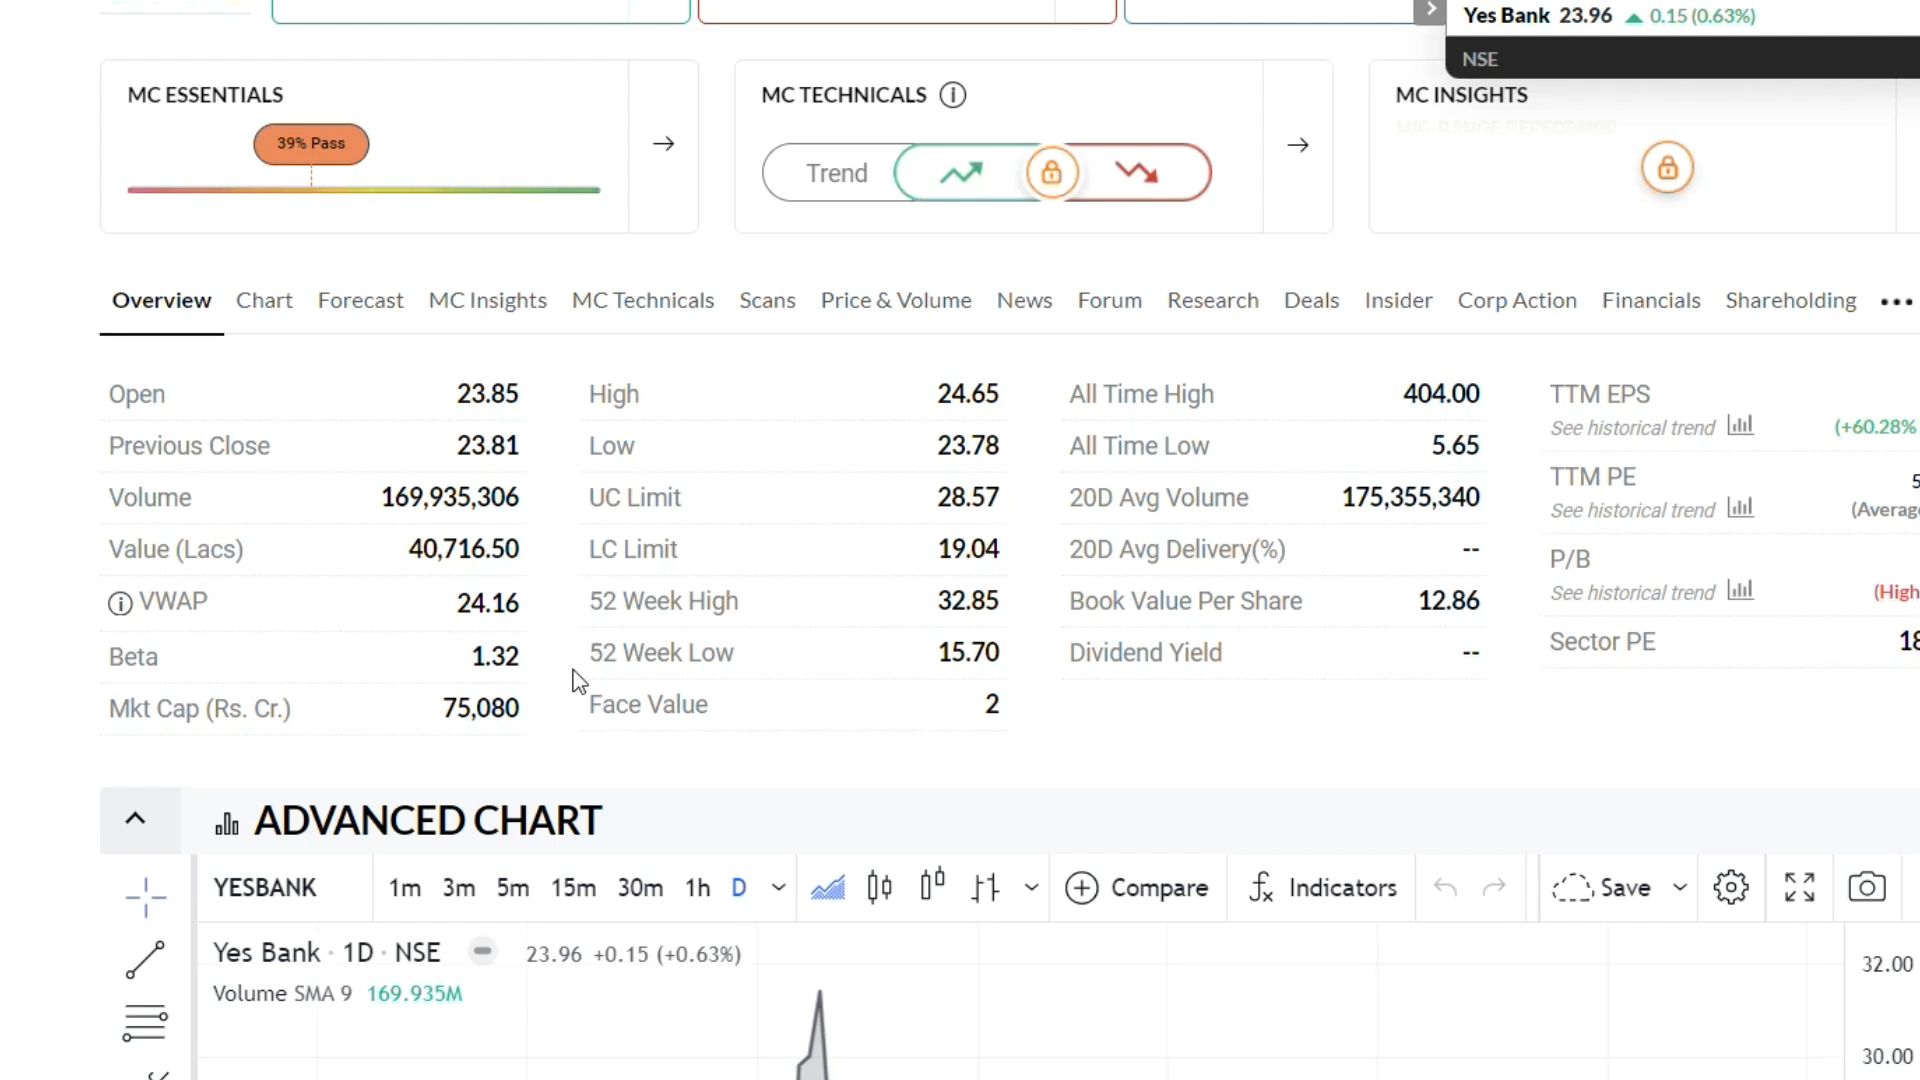 Yes Bank 23.96 ▲ 0.15 (0.63%)
NSE
MC ESSENTIALS
39% Pass
MC TECHNICALS
Trend
MC INSIGHTS
MID-RANGE PERFORMER
Overview Chart Forecast MC Insights MC Technicals Scans Price & Volume News Forum Research Deals Insider Corp Action Financials Shareholding •••
Open 23.85
Previous Close 23.81
Volume 169,935,306
Value (Lacs) 40,716.50
VWAP 24.16
Beta 1.32
Mkt Cap (Rs. Cr.) 75,080
High 24.65
Low 23.78
UC Limit 28.57
LC Limit 19.04
52 Week High 32.85
52 Week Low 15.70
Face Value 2
All Time High 404.00
All Time Low 5.65
20D Avg Volume 175,355,340
20D Avg Delivery(%) --
Book Value Per Share 12.86
Dividend Yield --
TTM EPS
See historical trend (+60.28%
TTM PE 5
See historical trend (Average
P/B
See historical trend (High
Sector PE 18
ADVANCED CHART
YESBANK 1m 3m 5m 15m 30m 1h D Compare Indicators Save
Yes Bank · 1D · NSE 23.96 +0.15 (+0.63%)
Volume SMA 9 169.935M
32.00
30.00